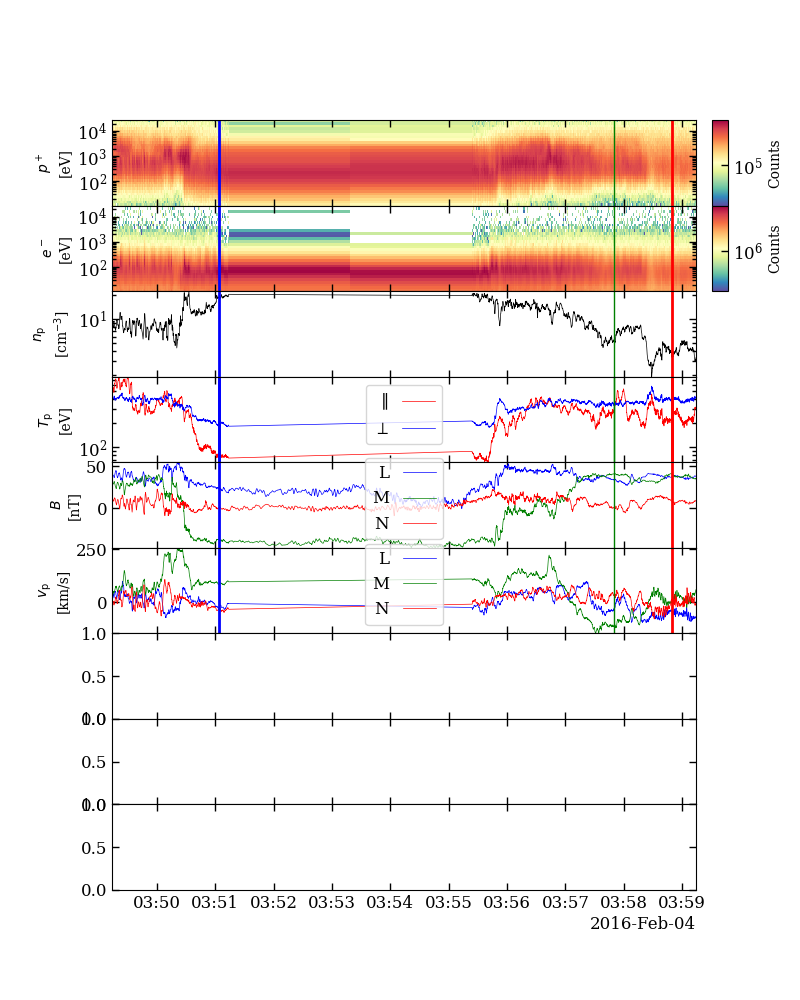 10⁴
10³
10²
p⁺
[eV]
10⁵
Counts
10⁴
10³
10²
e⁻
[eV]
10⁶
Counts
10¹
nₚ
[cm⁻³]
10²
Tₚ
[eV]
∥
⊥
50
0
B
[nT]
L
M
N
250
0
vₚ
[km/s]
L
M
N
1.0
0.5
0.0
1.0
0.5
0.0
1.0
0.5
0.0
03:50 03:51 03:52 03:53 03:54 03:55 03:56 03:57 03:58 03:59
2016-Feb-04